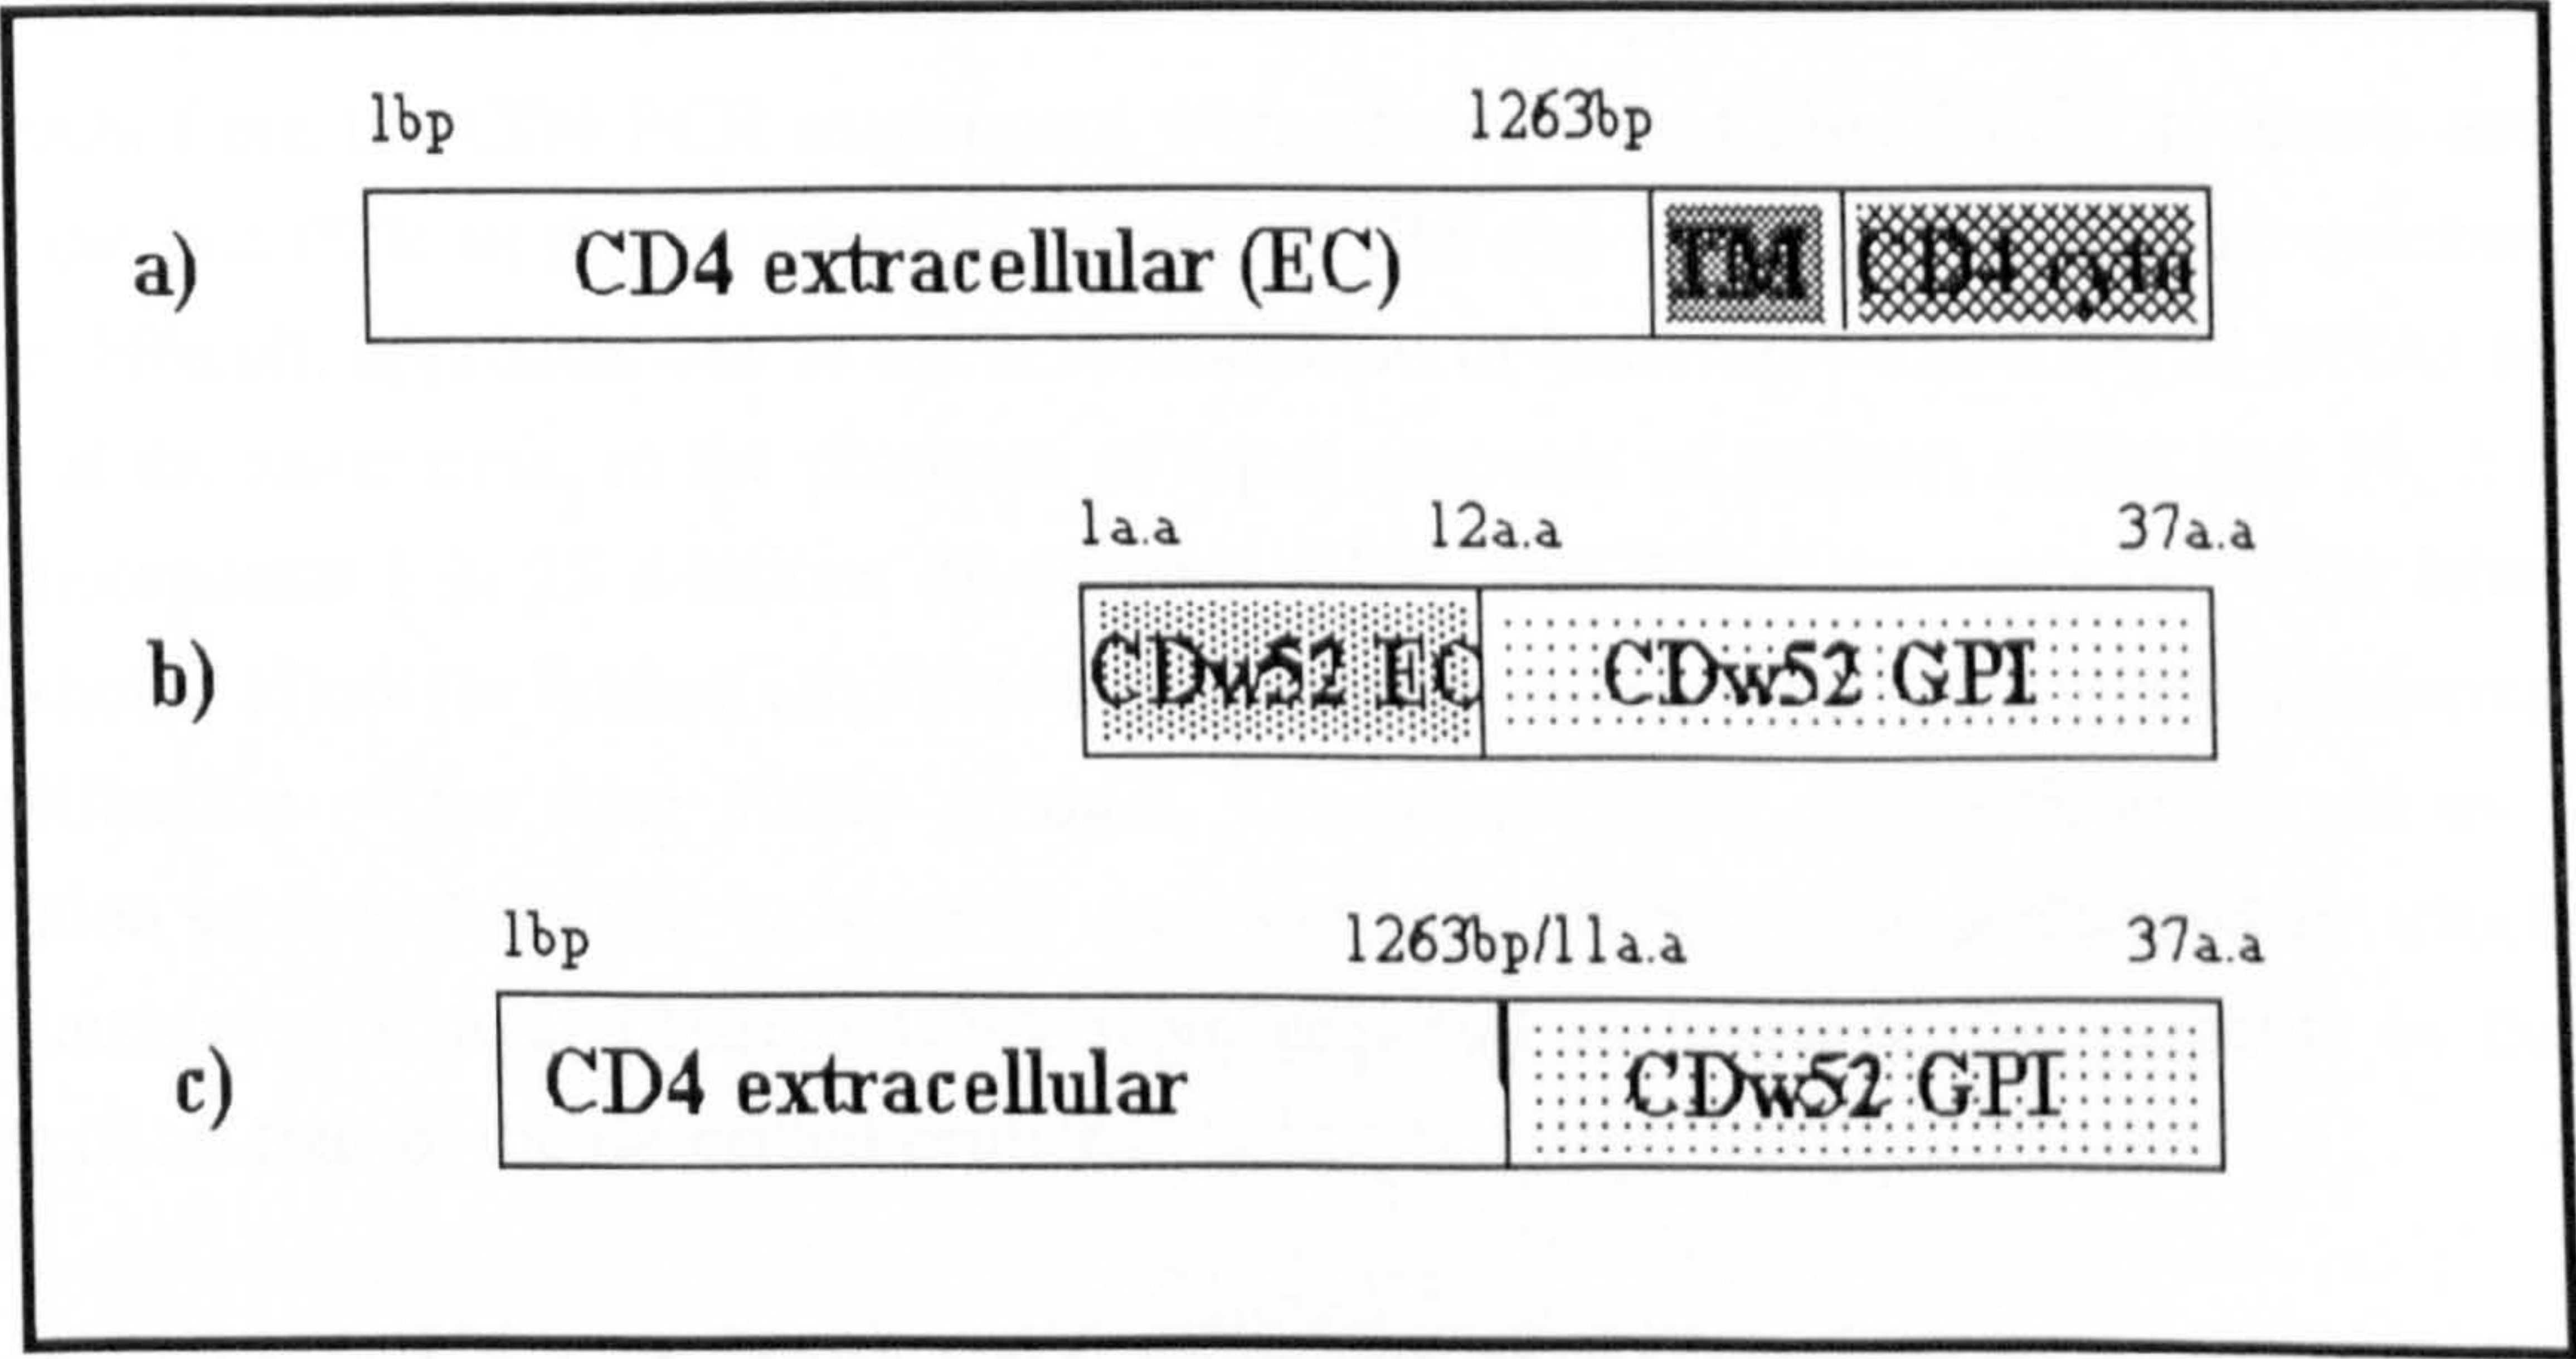 1bp 1263bp
a) CD4 extracellular (EC) TM CD4 cyto
1a.a 12a.a 37a.a
b) CDw52 EC CDw52 GPI
1bp 1263bp/11a.a 37a.a
c) CD4 extracellular CDw52 GPI